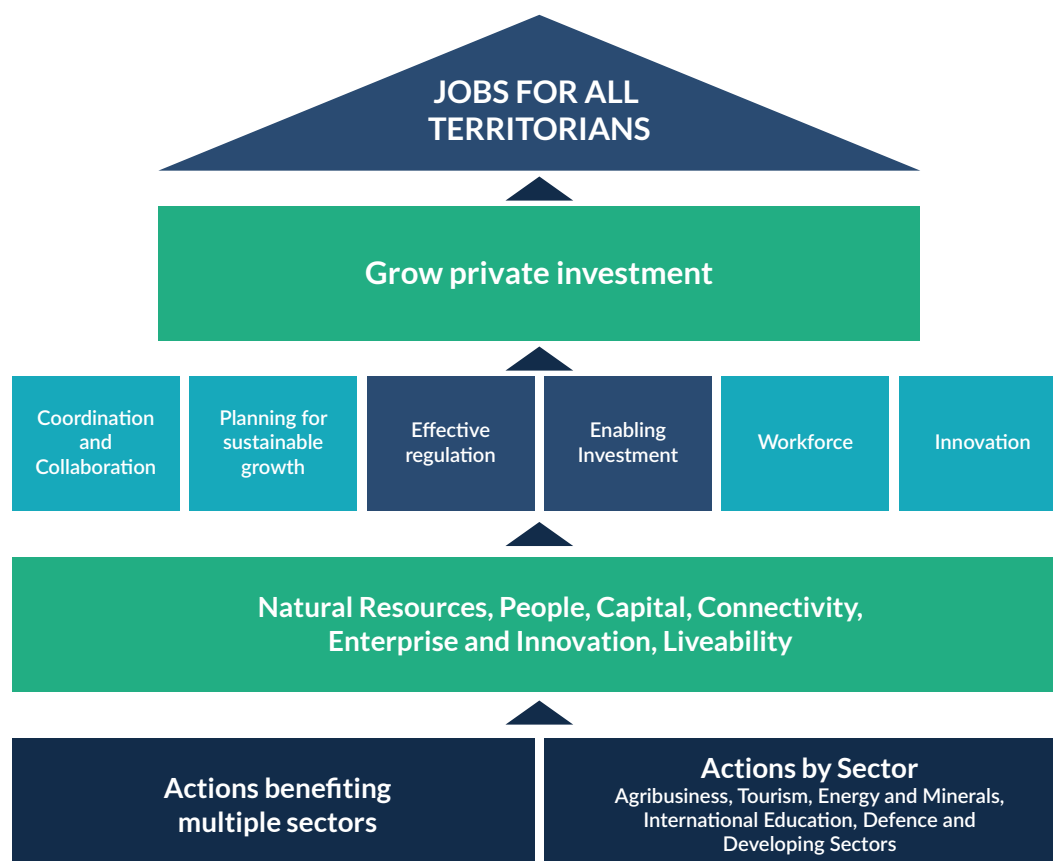 JOBS FOR ALL
TERRITORIANS
Grow private investment
Coordination
and
Collaboration
Planning for
sustainable
growth
Effective
regulation
Enabling
Investment
Workforce
Innovation
Natural Resources, People, Capital, Connectivity,
Enterprise and Innovation, Liveability
Actions benefiting
multiple sectors
Actions by Sector
Agribusiness, Tourism, Energy and Minerals,
International Education, Defence and
Developing Sectors